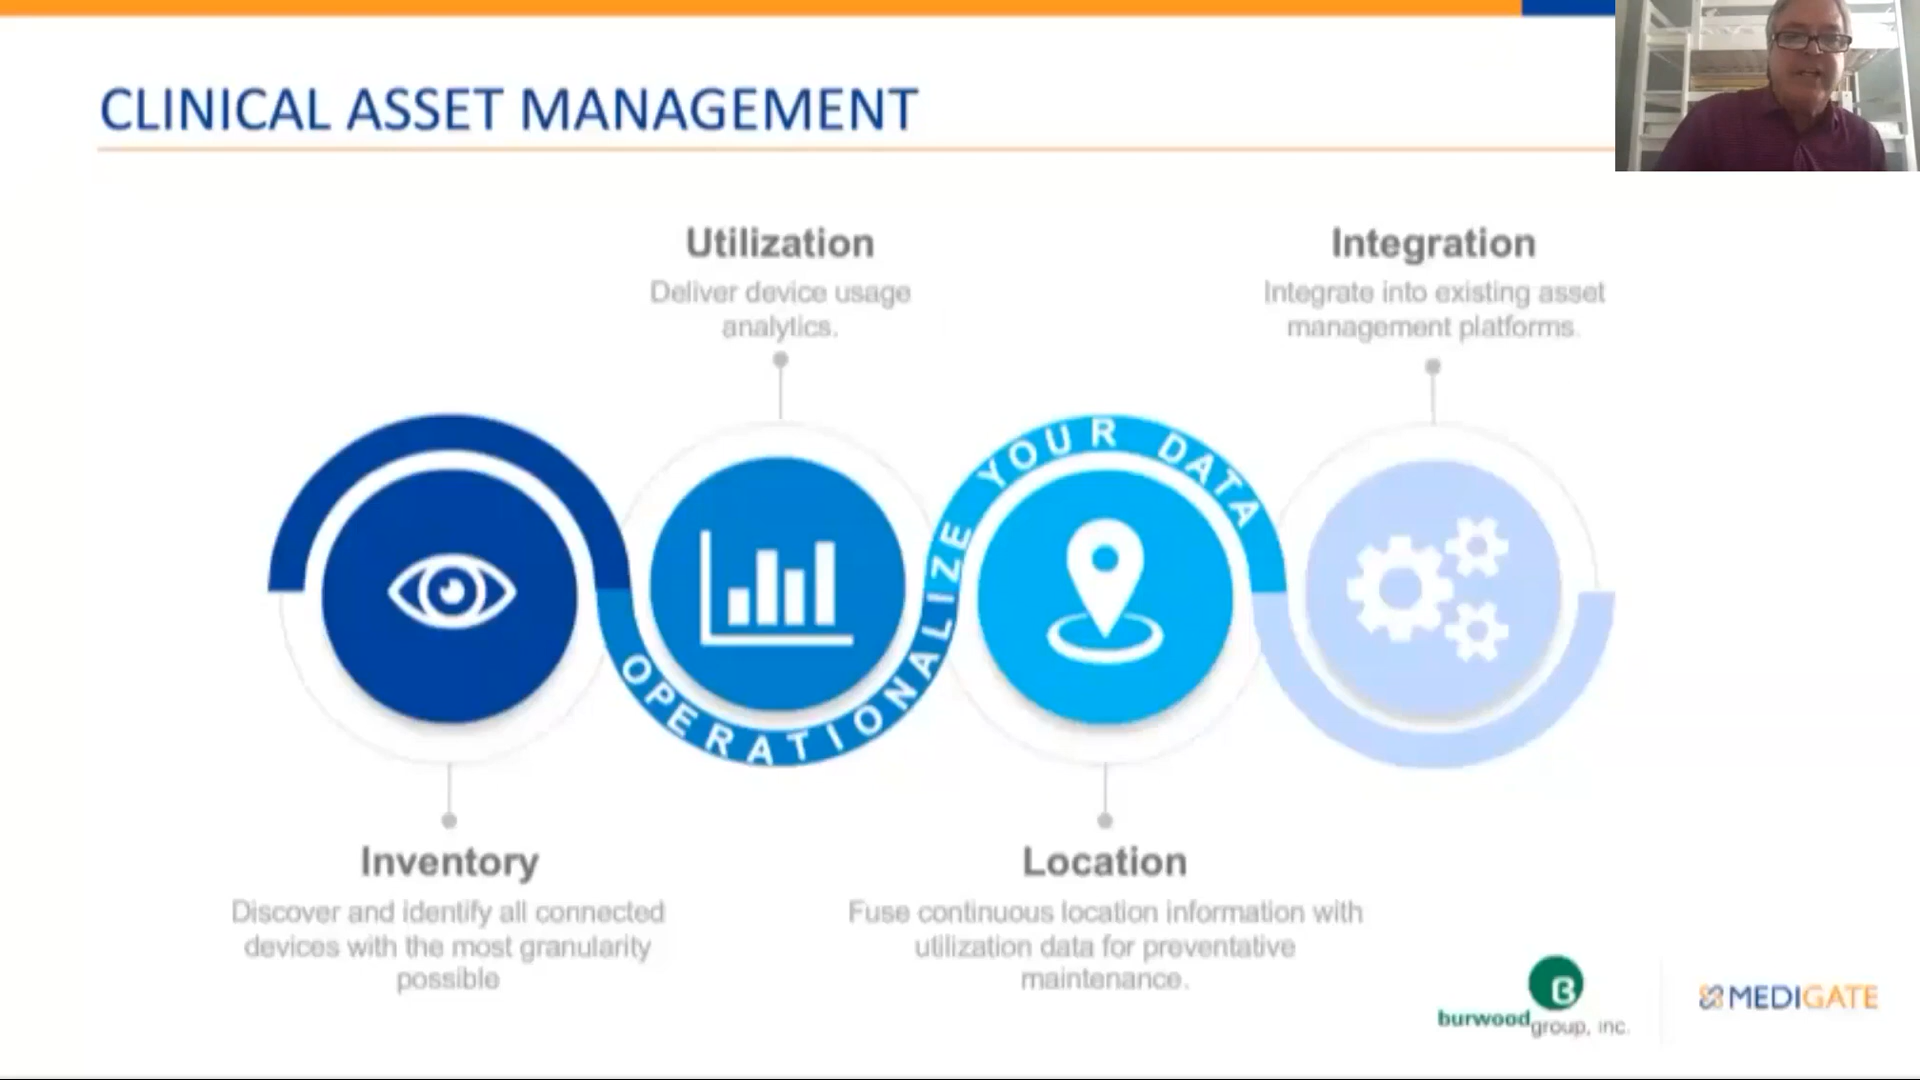 CLINICAL ASSET MANAGEMENT
Utilization
Deliver device usage
analytics.
Integration
Integrate into existing asset
management platforms.
OPERATIONALIZE YOUR DATA
Inventory
Discover and identify all connected
devices with the most granularity
possible
Location
Fuse continuous location information with
utilization data for preventative
maintenance.
B
burwood group, inc.
MEDIGATE